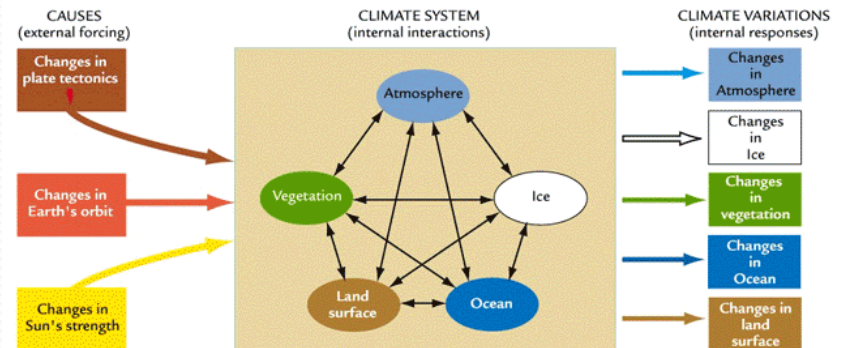 CAUSES
(external forcing)
Changes in
plate tectonics
Changes in
Earth's orbit
Changes in
Sun's strength
CLIMATE SYSTEM
(internal interactions)
Atmosphere
Vegetation
Ice
Land
surface
Ocean
CLIMATE VARIATIONS
(internal responses)
Changes
in
Atmosphere
Changes
in
Ice
Changes
in
vegetation
Changes
in
Ocean
Changes in
land
surface